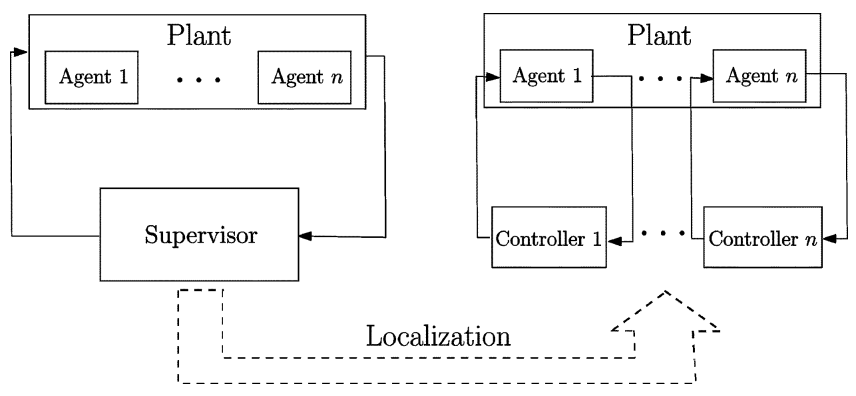 Plant
Agent 1 . . . Agent n
Supervisor
Plant
Agent 1 . . . Agent n
Controller 1 . . . Controller n
Localization